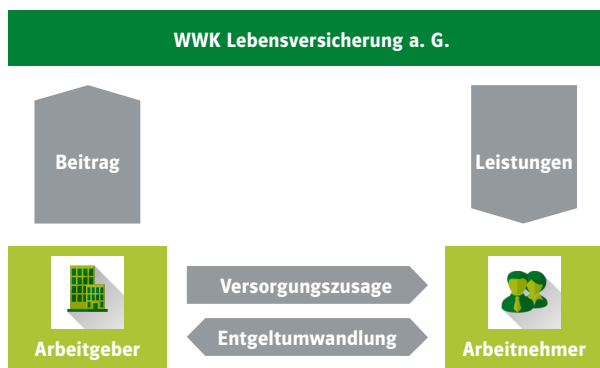 WWK Lebensversicherung a. G.
Beitrag
Leistungen
Versorgungszusage
Entgeltumwandlung
Arbeitgeber
Arbeitnehmer